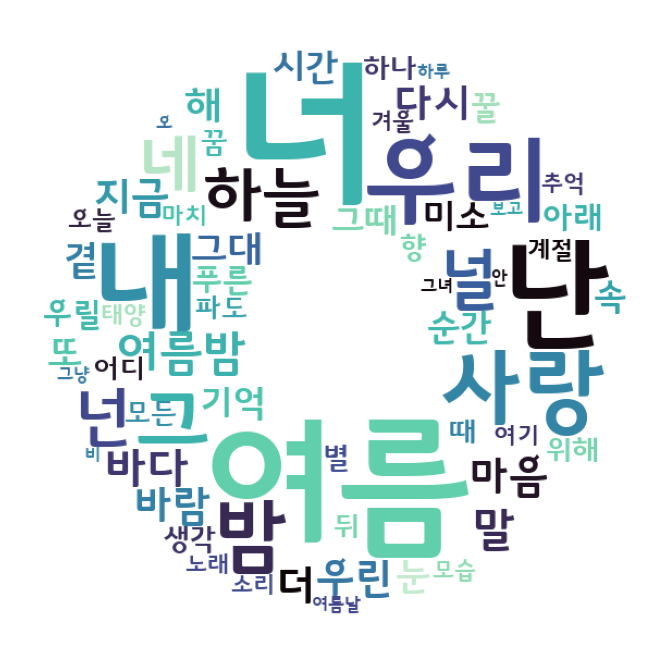 시간 하나 하루
해 너 다시 꿀
오 꿈 겨울
네 우리
지금 하늘 미소 추억
오늘 마치 그때 보고 아래
곁 내 그대 향 계절
푸른 그녀 널 안 난 속
우릴 태양 파도 순간
또 여름밤
그냥 어디 사랑
넌 모든 그 기억 때 여기
비 바다 여름 별 위해
바람 마음
생각 밤 뒤 말
노래 더 우린 눈 모습
소리
여름날